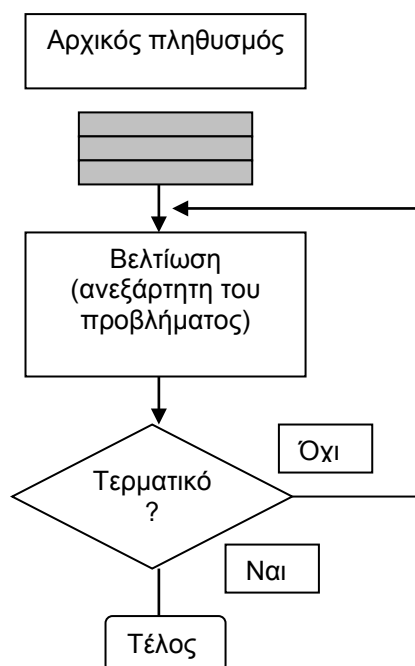 Αρχικός πληθυσμός
Βελτίωση
(ανεξάρτητη του
προβλήματος)
Όχι
Τερματικό
?
Ναι
Τέλος